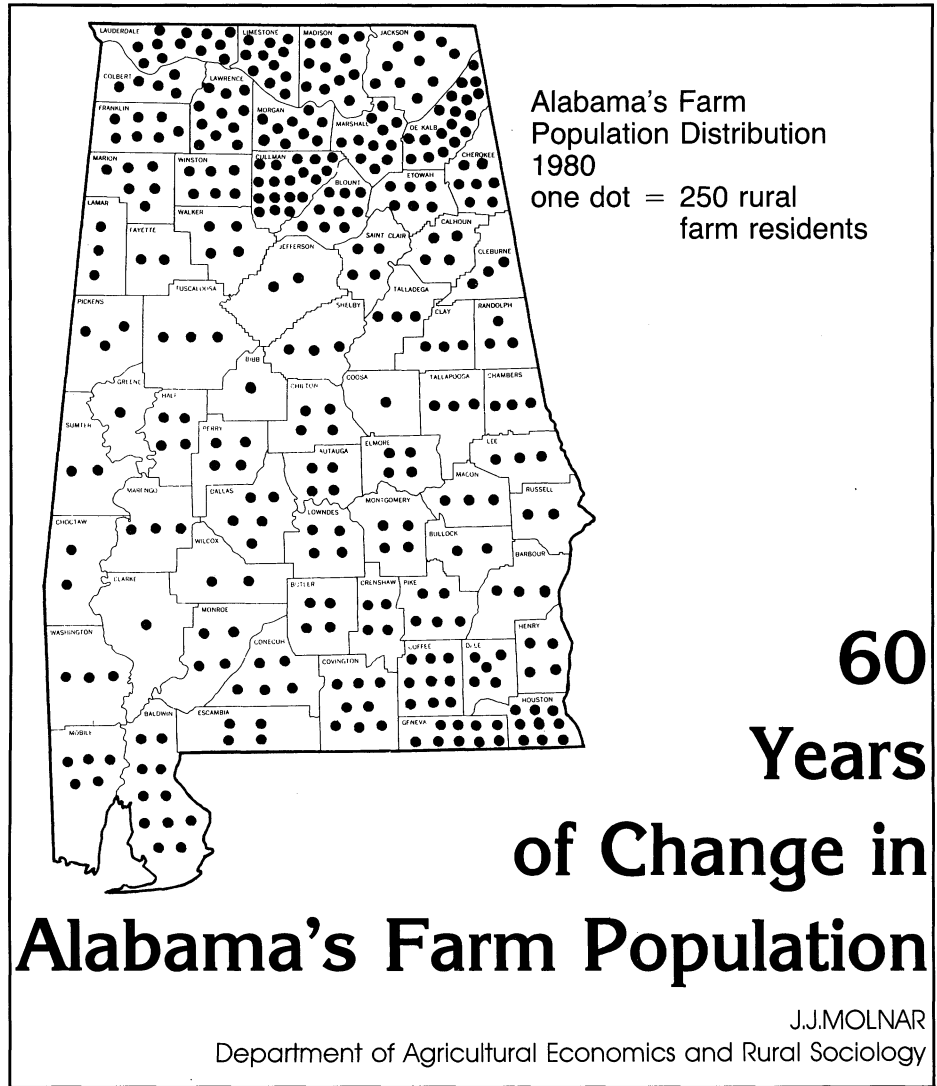 LAUDERDALE
LIMESTONE
MADISON
JACKSON
COLBERT
LAWRENCE
FRANKLIN
MORGAN
MARSHALL
DE KALB
MARION
WINSTON
CULLMAN
CHEROKEE
BLOUNT
ETOWAH
LAMAR
WALKER
FAYETTE
SAINT CLAIR
CALHOUN
JEFFERSON
CLEBURNE
TUSCALOOSA
TALLADEGA
PICKENS
SHELBY
CLAY
RANDOLPH
BIBB
GREENE
HALE
CHILTON
COOSA
TALLAPOOSA
CHAMBERS
SUMTER
PERRY
AUTAUGA
ELMORE
LEE
MACON
MARENGO
DALLAS
MONTGOMERY
RUSSELL
LOWNDES
CHOCTAW
WILCOX
BULLOCK
BARBOUR
CLARKE
BUTLER
CRENSHAW
PIKE
MONROE
WASHINGTON
CONECUH
HENRY
COVINGTON
COFFEE
DALE
HOUSTON
BALDWIN
ESCAMBIA
GENEVA
MOBILE
Alabama's Farm
Population Distribution
1980
one dot = 250 rural
farm residents
60
Years
of Change in
Alabama's Farm Population
J.J.MOLNAR
Department of Agricultural Economics and Rural Sociology